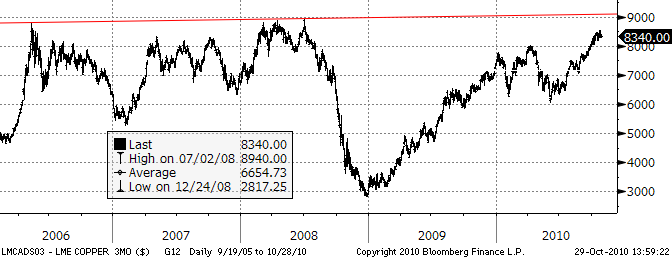 9000
8340.00
8000
7000
6000
5000
4000
3000
Last 8340.00
High on 07/02/08 8940.00
Average 6654.73
Low on 12/24/08 2817.25
2006 2007 2008 2009 2010
LMCADS03 - LME COPPER 3MO ($) G12 Daily 9/19/05 to 10/28/10 Copyright 2010 Bloomberg Finance L.P. 29-Oct-2010 13:59:22